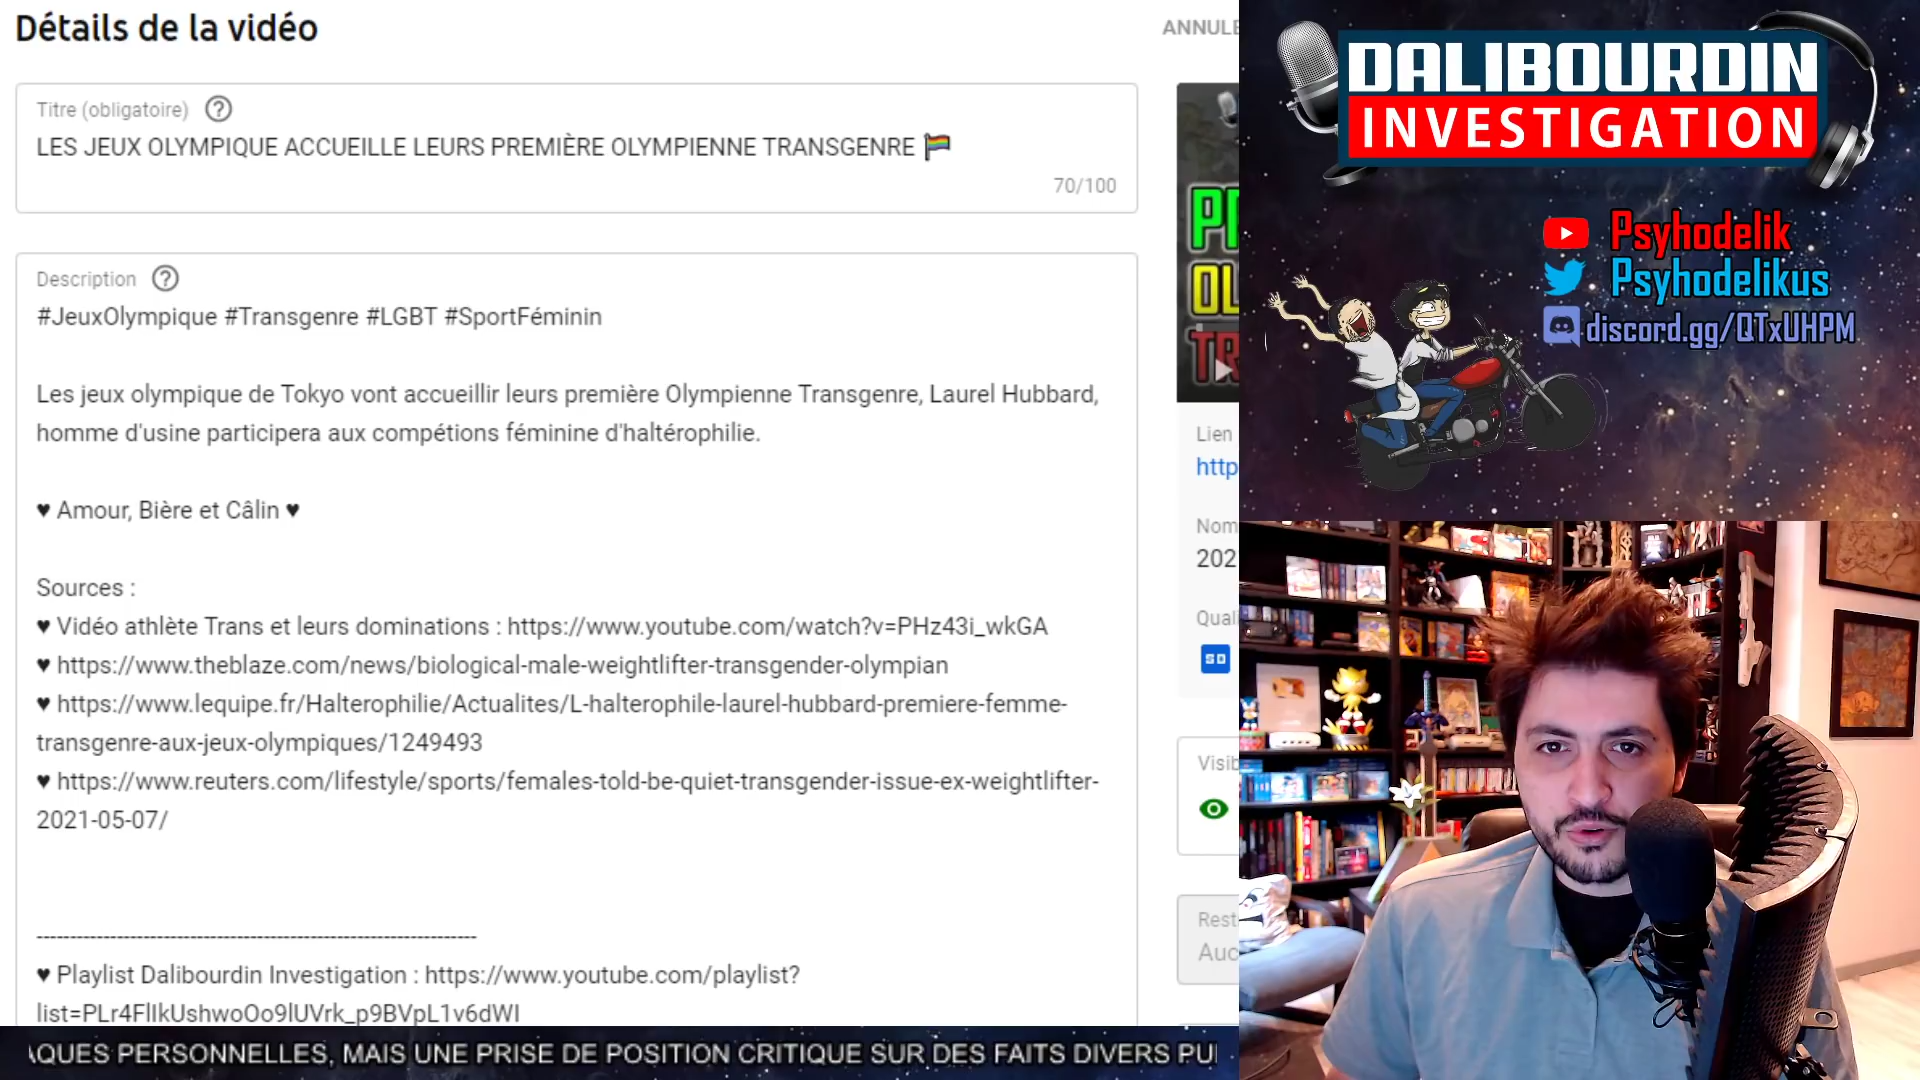 Détails de la vidéo
ANNULE
Titre (obligatoire) ?
LES JEUX OLYMPIQUE ACCUEILLE LEURS PREMIÈRE OLYMPIENNE TRANSGENRE 🏳️‍🌈
70/100
Description ?
#JeuxOlympique #Transgenre #LGBT #SportFéminin
Les jeux olympique de Tokyo vont accueillir leurs première Olympienne Transgenre, Laurel Hubbard,
homme d'usine participera aux compétions féminine d'haltérophilie.
♥ Amour, Bière et Câlin ♥
Sources :
♥ Vidéo athlète Trans et leurs dominations : https://www.youtube.com/watch?v=PHz43i_wkGA
♥ https://www.theblaze.com/news/biological-male-weightlifter-transgender-olympian
♥ https://www.lequipe.fr/Halterophilie/Actualites/L-halterophile-laurel-hubbard-premiere-femme-
transgenre-aux-jeux-olympiques/1249493
♥ https://www.reuters.com/lifestyle/sports/females-told-be-quiet-transgender-issue-ex-weightlifter-
2021-05-07/
-------------------------------------------------------------------
♥ Playlist Dalibourdin Investigation : https://www.youtube.com/playlist?
list=PLr4FlIkUshwoOo9lUVrk_p9BVpL1v6dWI
PR
OL
TR
Lien
http
Nom
202
Quali
SD
Visib
Rest
Auc
DALIBOURDIN
INVESTIGATION
Psyhodelik
Psyhodelikus
discord.gg/QTxUHPM
AQUES PERSONNELLES, MAIS UNE PRISE DE POSITION CRITIQUE SUR DES FAITS DIVERS PU